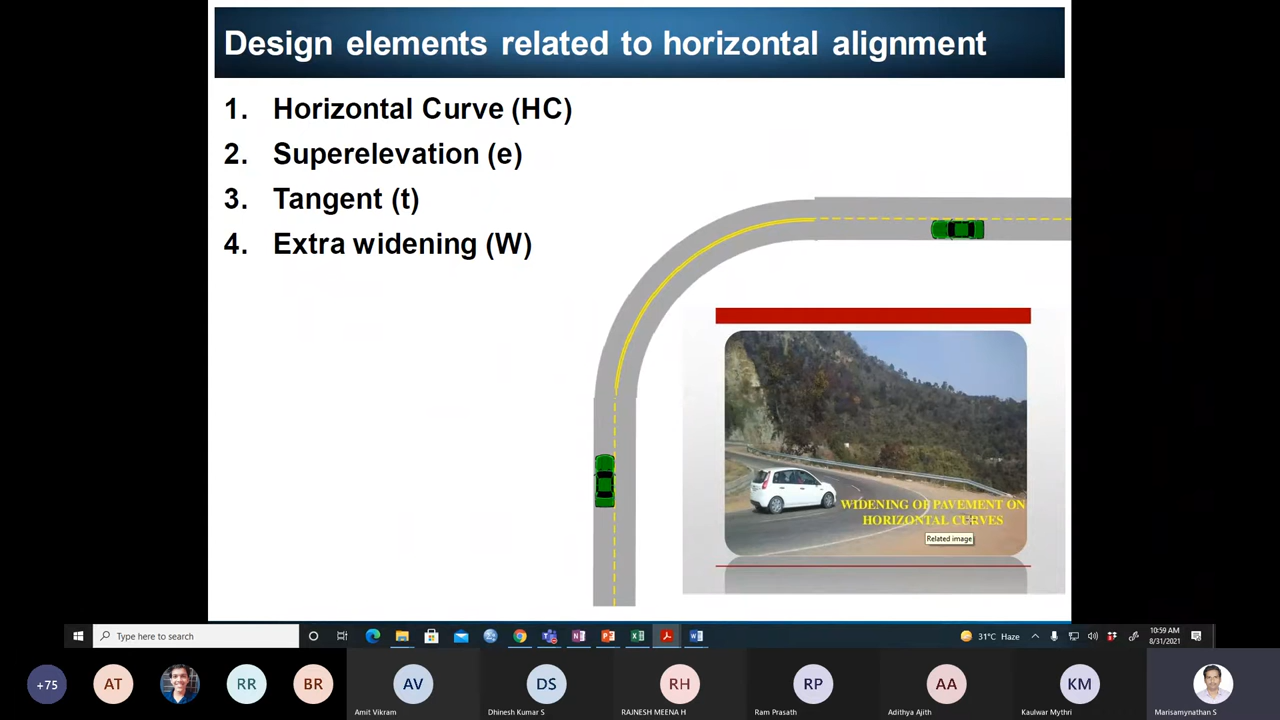 Design elements related to horizontal alignment
1. Horizontal Curve (HC)
2. Superelevation (e)
3. Tangent (t)
4. Extra widening (W)
WIDENING OF PAVEMENT ON
HORIZONTAL CURVES
Related image
Type here to search
31°C Haze
10:59 AM
8/31/2021
+75
AT
RR
BR
AV
DS
RH
RP
AA
KM
Amit Vikram
Dhinesh Kumar S
RAJNESH MEENA H
Ram Prasath
Adithya Ajith
Kaulwar Mythri
Marisamynathan S